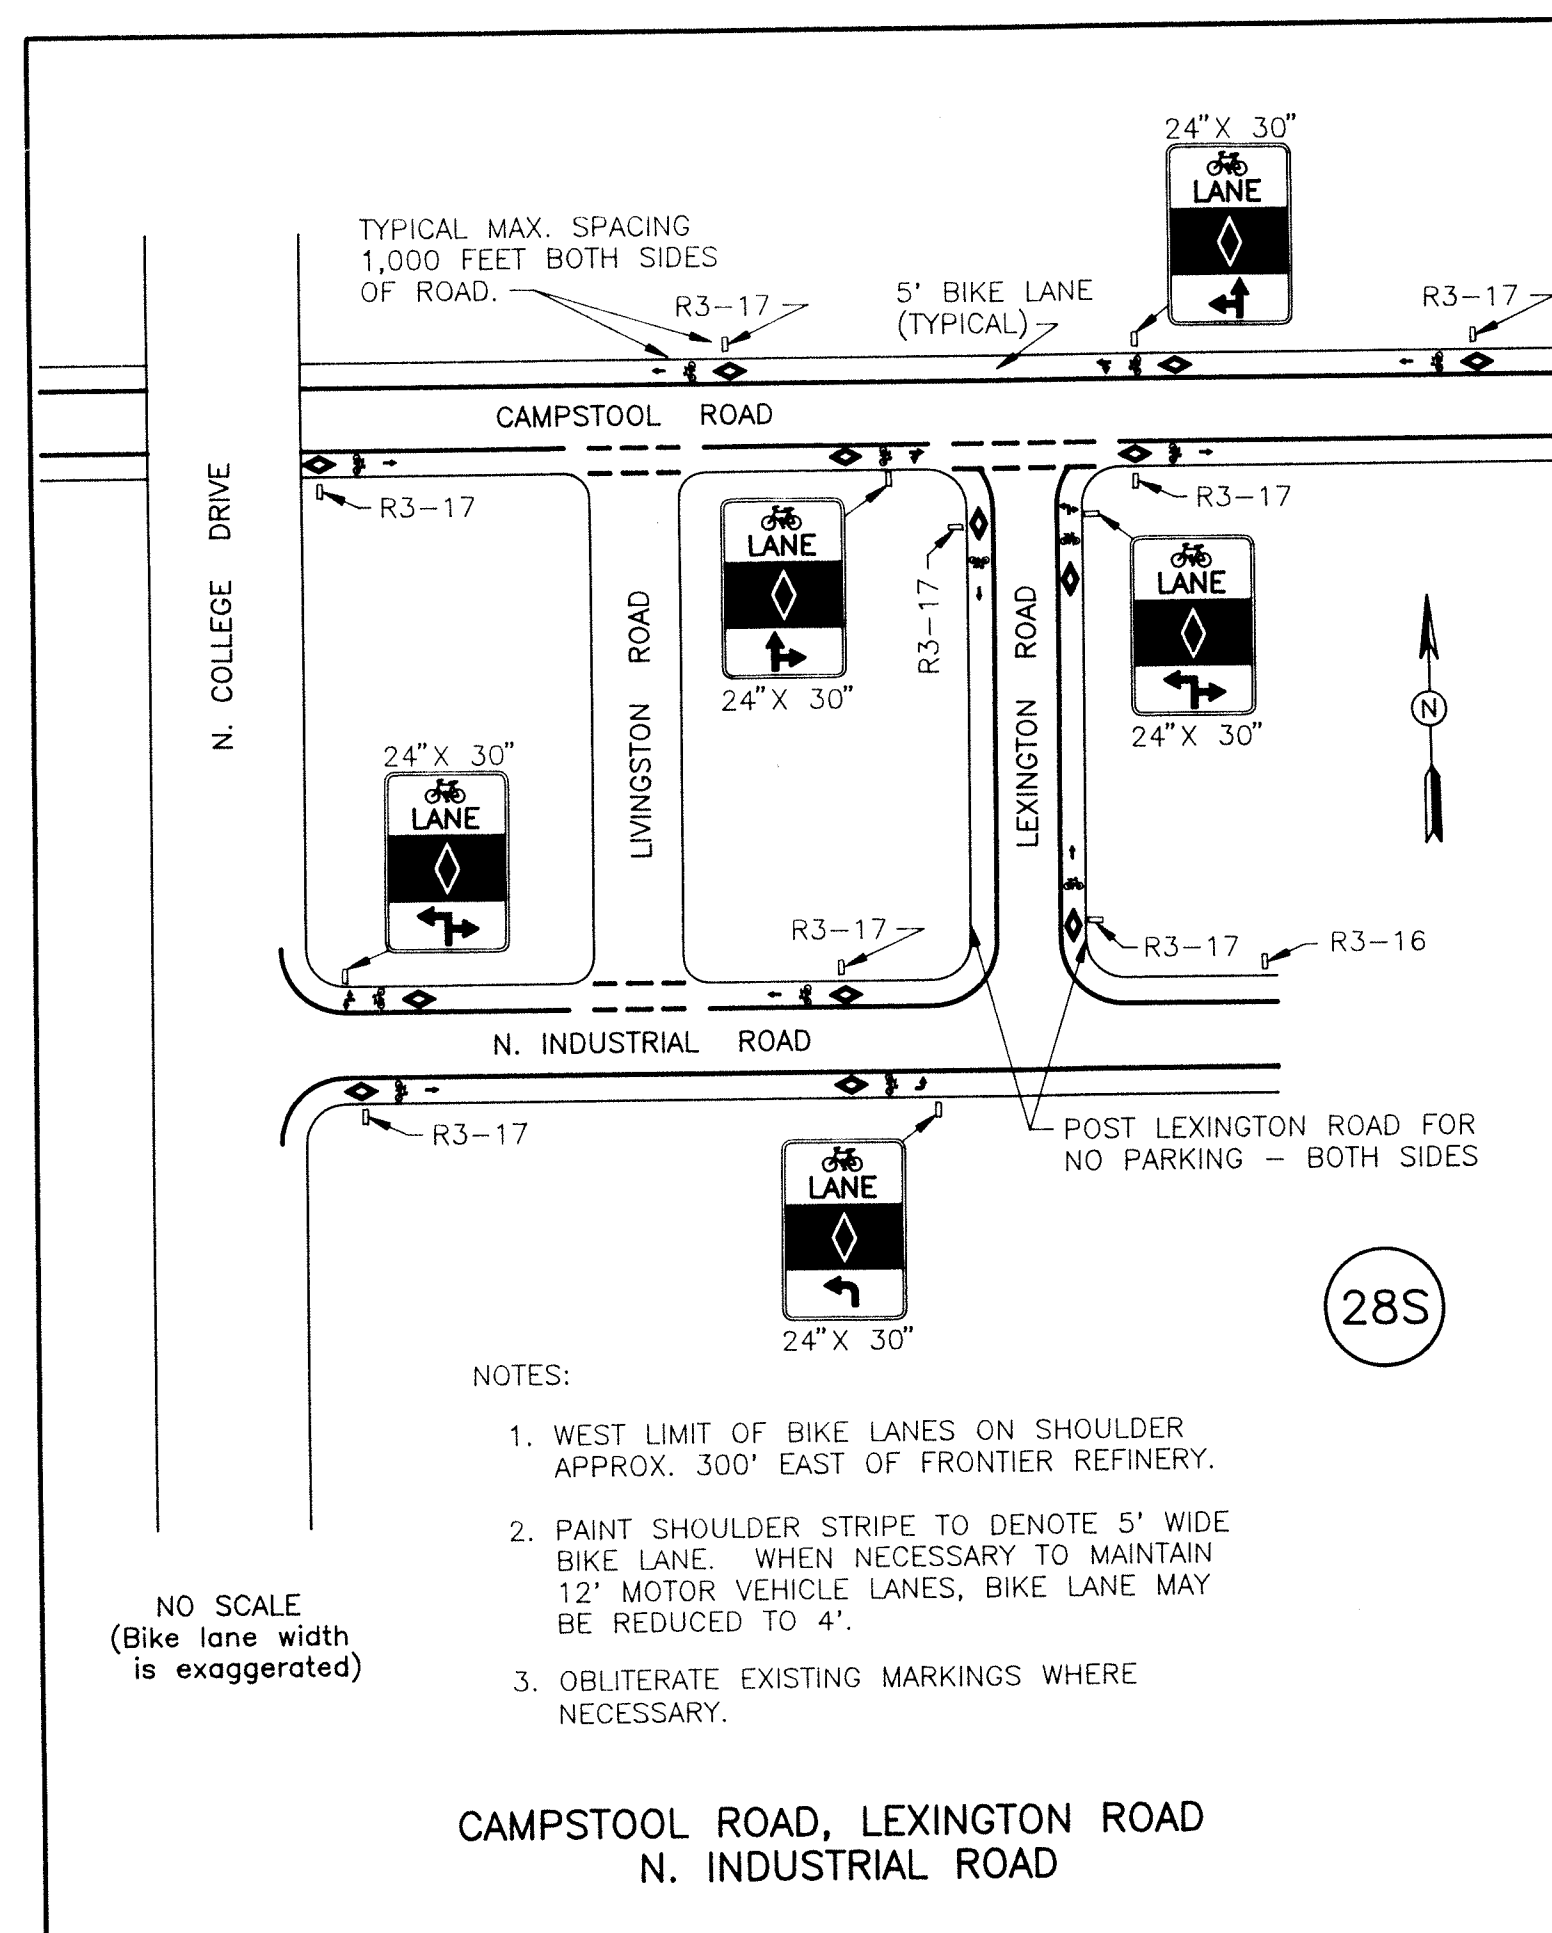 24"X 30"
LANE
TYPICAL MAX. SPACING
1,000 FEET BOTH SIDES
OF ROAD.
R3-17
5' BIKE LANE
(TYPICAL)
R3-17
CAMPSTOOL ROAD
R3-17
R3-17
N. COLLEGE DRIVE
LANE
24"X 30"
R3-17
LANE
24"X 30"
LIVINGSTON ROAD
LEXINGTON ROAD
N
24"X 30"
LANE
R3-17
R3-17
R3-16
N. INDUSTRIAL ROAD
R3-17
POST LEXINGTON ROAD FOR
NO PARKING – BOTH SIDES
LANE
24"X 30"
28S
NOTES:
1. WEST LIMIT OF BIKE LANES ON SHOULDER
APPROX. 300' EAST OF FRONTIER REFINERY.
2. PAINT SHOULDER STRIPE TO DENOTE 5' WIDE
BIKE LANE. WHEN NECESSARY TO MAINTAIN
12' MOTOR VEHICLE LANES, BIKE LANE MAY
BE REDUCED TO 4'.
3. OBLITERATE EXISTING MARKINGS WHERE
NECESSARY.
NO SCALE
(Bike lane width
is exaggerated)
CAMPSTOOL ROAD, LEXINGTON ROAD
N. INDUSTRIAL ROAD